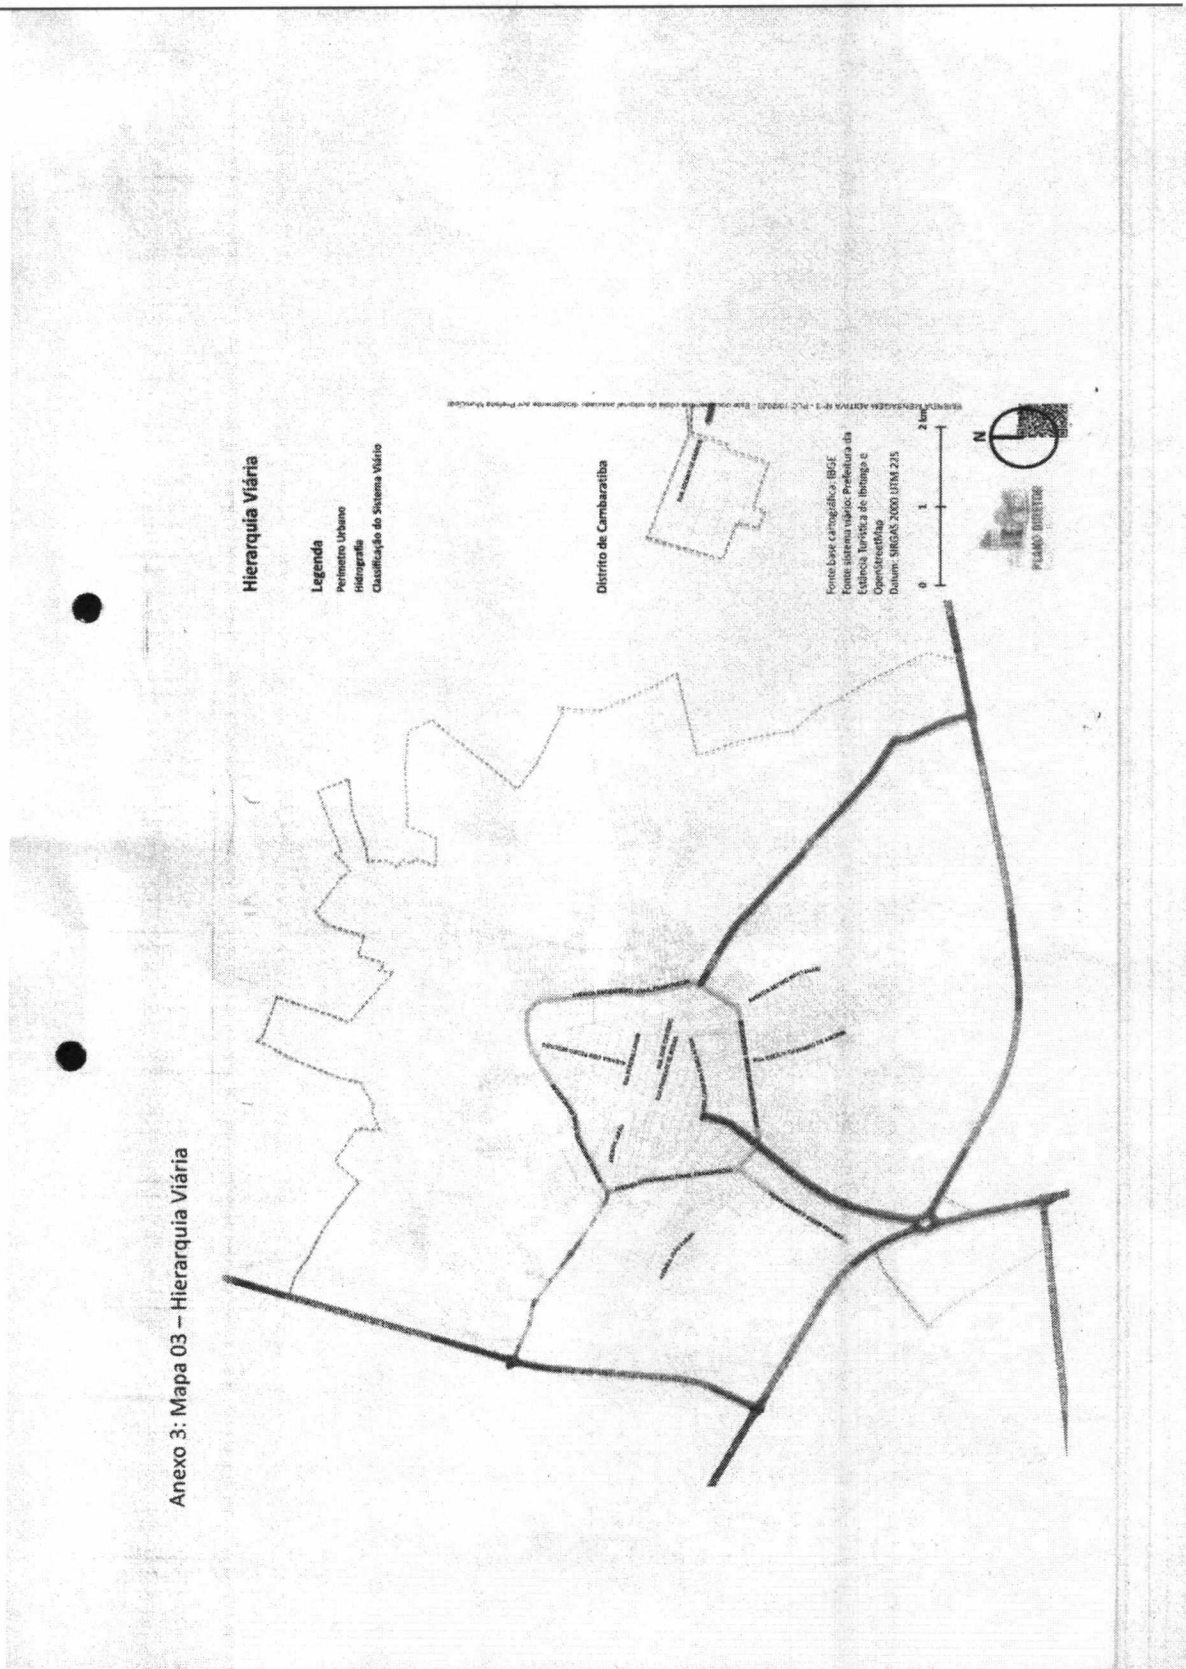 Anexo 3: Mapa 03 – Hierarquia Viária
Hierarquia Viária
Legenda
Perímetro Urbano
Hidrografia
Classificação do Sistema Viário
Distrito de Cambaratiba
Fonte base cartográfica: IBGE
Fonte sistema viário: Prefeitura da
Estância Turística de Ibitinga e
OpenStreetMap
Datum: SIRGAS 2000 UTM 22S
0 1 2 km
N
PLANO DIRETOR